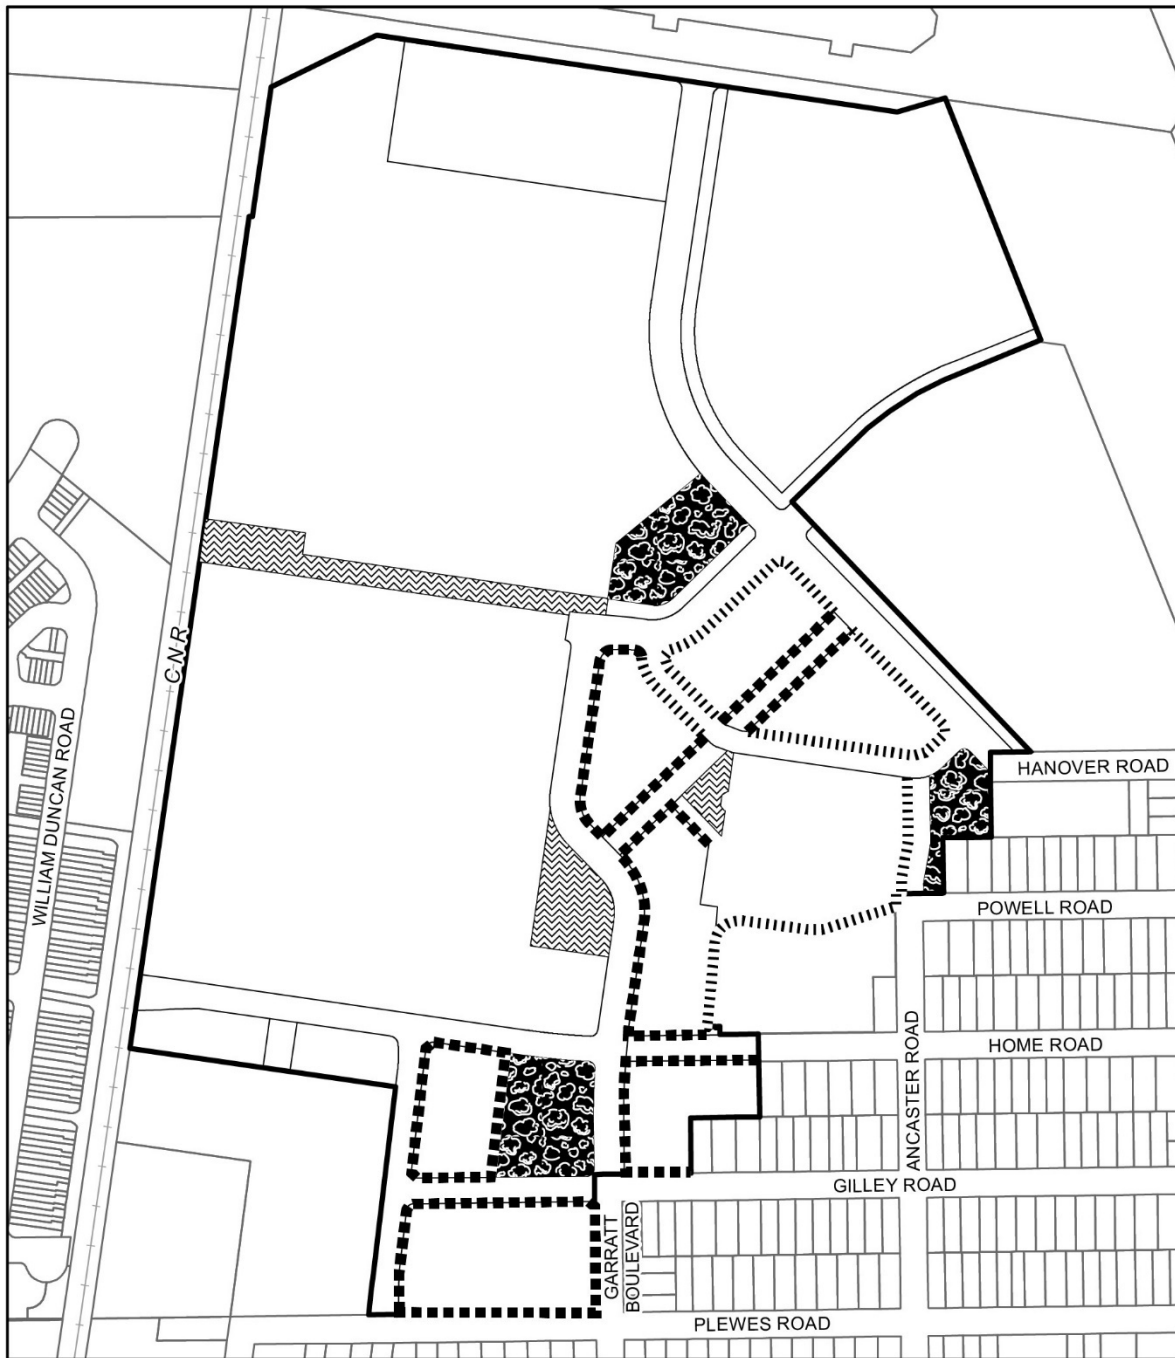 C N R
WILLIAM DUNCAN ROAD
HANOVER ROAD
POWELL ROAD
HOME ROAD
ANCASTER ROAD
GILLEY ROAD
GARRATT
BOULEVARD
PLEWES ROAD